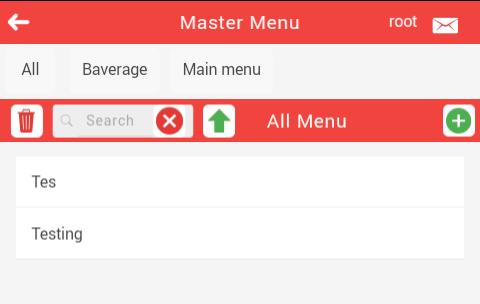 Master Menu root
All Baverage Main menu
Search All Menu
Tes
Testing